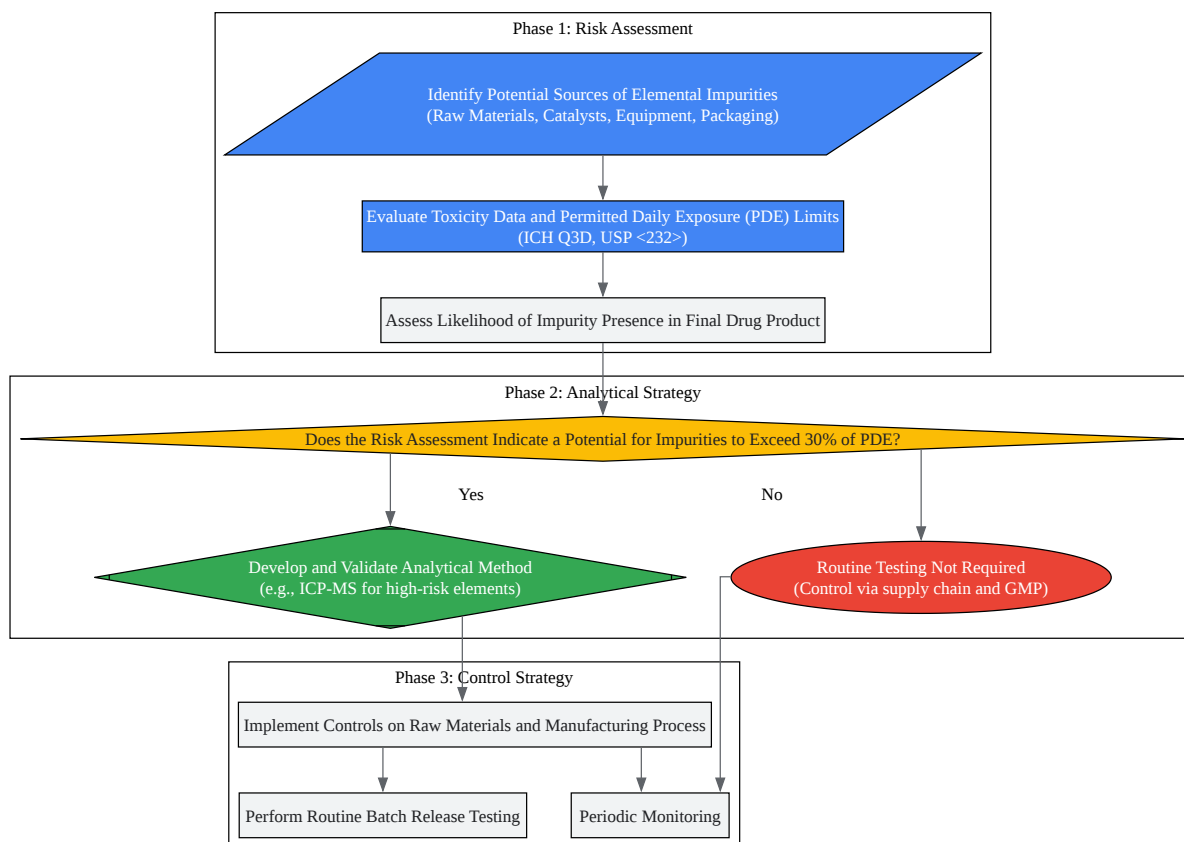 Phase 1: Risk Assessment
Identify Potential Sources of Elemental Impurities
(Raw Materials, Catalysts, Equipment, Packaging)
Evaluate Toxicity Data and Permitted Daily Exposure (PDE) Limits
(ICH Q3D, USP <232>)
Assess Likelihood of Impurity Presence in Final Drug Product
Phase 2: Analytical Strategy
Does the Risk Assessment Indicate a Potential for Impurities to Exceed 30% of PDE?
Yes
No
Develop and Validate Analytical Method
(e.g., ICP-MS for high-risk elements)
Routine Testing Not Required
(Control via supply chain and GMP)
Phase 3: Control Strategy
Implement Controls on Raw Materials and Manufacturing Process
Perform Routine Batch Release Testing
Periodic Monitoring